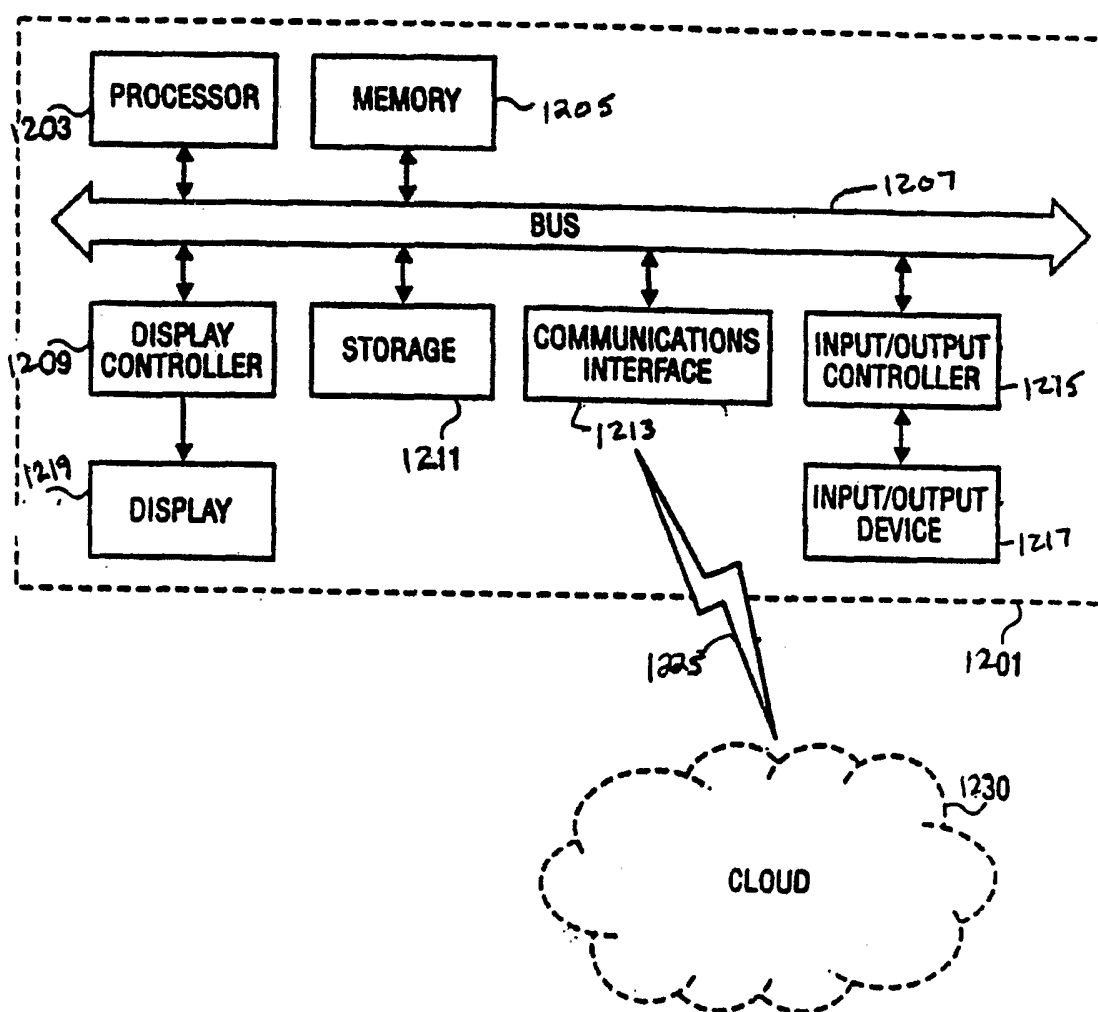 PROCESSOR
MEMORY
1203
1205
1207
BUS
DISPLAY
CONTROLLER
STORAGE
COMMUNICATIONS
INTERFACE
INPUT/OUTPUT
CONTROLLER
1209
1211
1213
1215
1219
DISPLAY
INPUT/OUTPUT
DEVICE
1217
1225
1201
1230
CLOUD